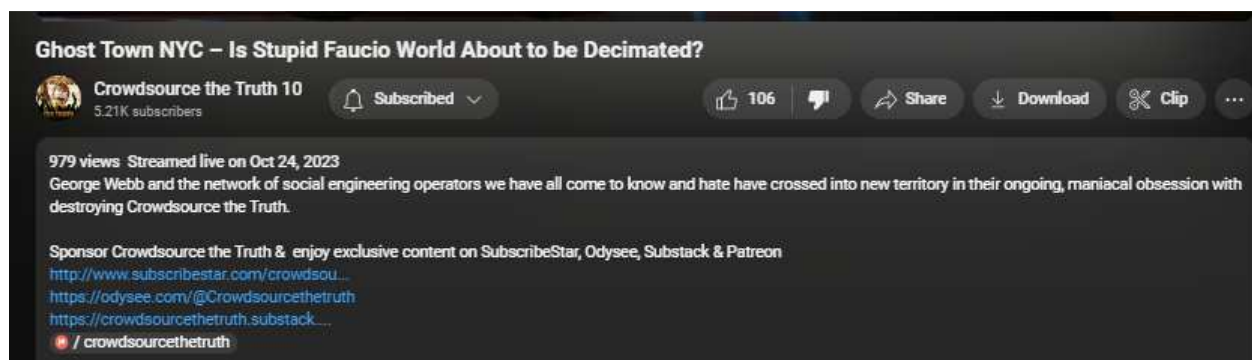 Ghost Town NYC – Is Stupid Faucio World About to be Decimated?
Crowdsource the Truth 10
5.21K subscribers
Subscribed
106
Share
Download
Clip
...
979 views Streamed live on Oct 24, 2023
George Webb and the network of social engineering operators we have all come to know and hate have crossed into new territory in their ongoing, maniacal obsession with
destroying Crowdsource the Truth.
Sponsor Crowdsource the Truth & enjoy exclusive content on SubscribeStar, Odysee, Substack & Patreon
http://www.subscribestar.com/crowdsou...
https://odysee.com/@Crowdsourcethetruth
https://crowdsourcethetruth.substack....
/ crowdsourcethetruth